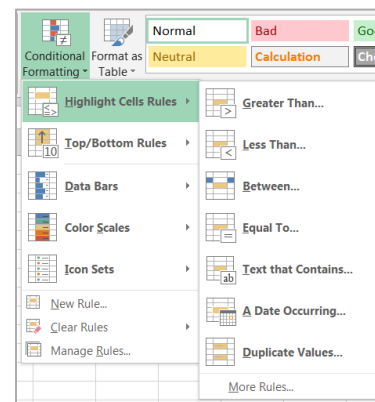 Conditional Formatting
Format as Table
Normal
Bad
Neutral
Calculation
Highlight Cells Rules
Top/Bottom Rules
10
Data Bars
Color Scales
Icon Sets
New Rule...
Clear Rules
Manage Rules...
Greater Than...
Less Than...
Between...
Equal To...
Text that Contains...
ab
A Date Occurring...
Duplicate Values...
More Rules...